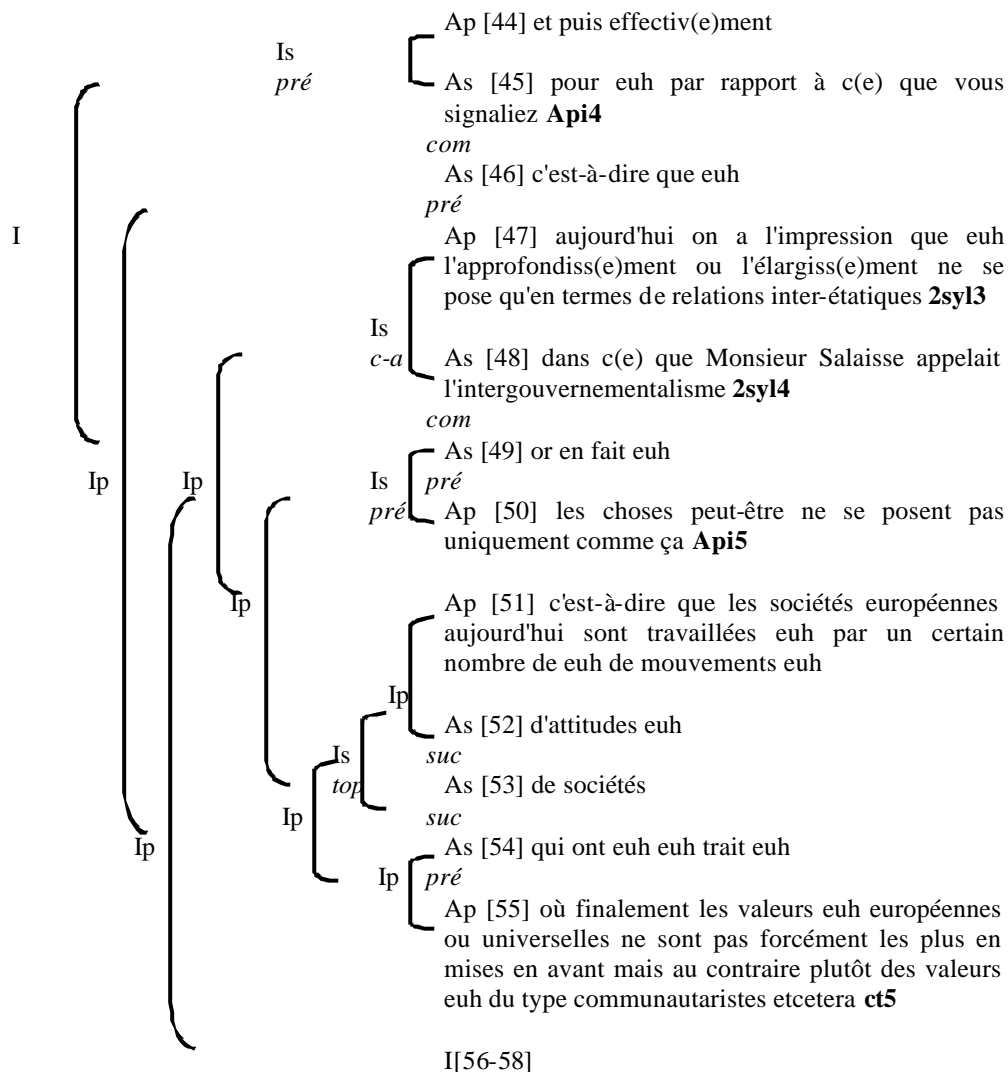 Ap [44] et puis effectiv(e)ment
Is
pré
As [45] pour euh par rapport à c(e) que vous
signaliez Api4
com
As [46] c'est-à-dire que euh
pré
I
Ap [47] aujourd'hui on a l'impression que euh
l'approfondiss(e)ment ou l'élargiss(e)ment ne se
pose qu'en termes de relations inter-étatiques 2syl3
Is
c-a
As [48] dans c(e) que Monsieur Salaisse appelait
l'intergouvernementalisme 2syl4
com
As [49] or en fait euh
Ip Ip Is pré
pré
Ap [50] les choses peut-être ne se posent pas
uniquement comme ça Api5
Ip
Ap [51] c'est-à-dire que les sociétés européennes
aujourd'hui sont travaillées euh par un certain
nombre de euh de mouvements euh
Ip
As [52] d'attitudes euh
Is suc
top As [53] de sociétés
Ip suc
Ip
As [54] qui ont euh euh trait euh
Ip pré
Ap [55] où finalement les valeurs euh européennes
ou universelles ne sont pas forcément les plus en
mises en avant mais au contraire plutôt des valeurs
euh du type communautaristes etcetera ct5
I[56-58]